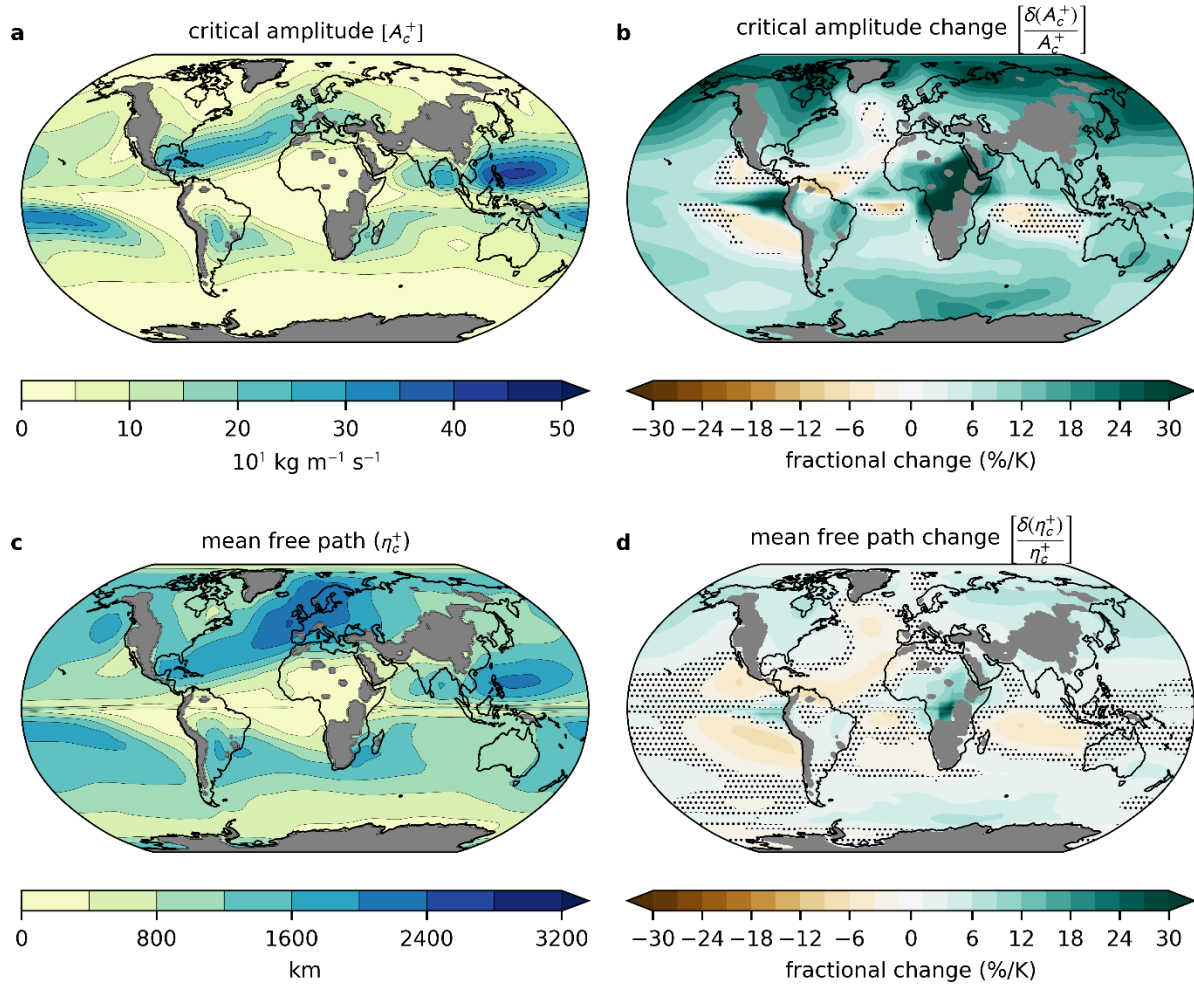 a
critical amplitude [A_c^+]
b
critical amplitude change [δ(A_c^+)/A_c^+]
0 10 20 30 40 50
10¹ kg m⁻¹ s⁻¹
−30 −24 −18 −12 −6 0 6 12 18 24 30
fractional change (%/K)
c
mean free path (η_c^+)
d
mean free path change [δ(η_c^+)/η_c^+]
0 800 1600 2400 3200
km
−30 −24 −18 −12 −6 0 6 12 18 24 30
fractional change (%/K)